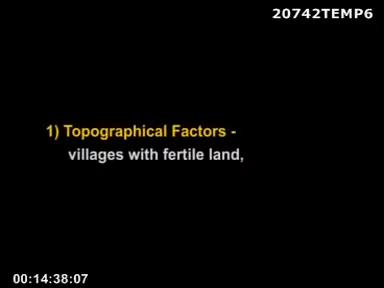 20742TEMP6
1) Topographical Factors -
villages with fertile land,
00:14:38:07